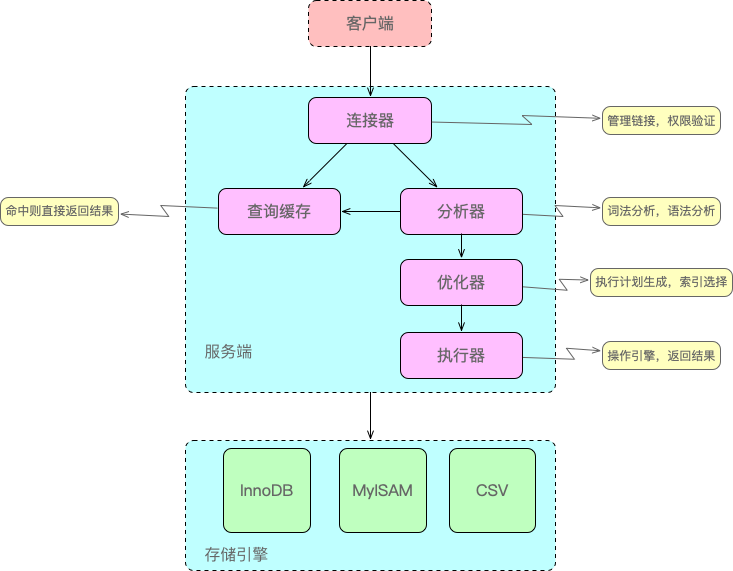 客户端
连接器
管理链接，权限验证
命中则直接返回结果
查询缓存
分析器
词法分析，语法分析
优化器
执行计划生成，索引选择
服务端
执行器
操作引擎，返回结果
InnoDB
MyISAM
CSV
存储引擎